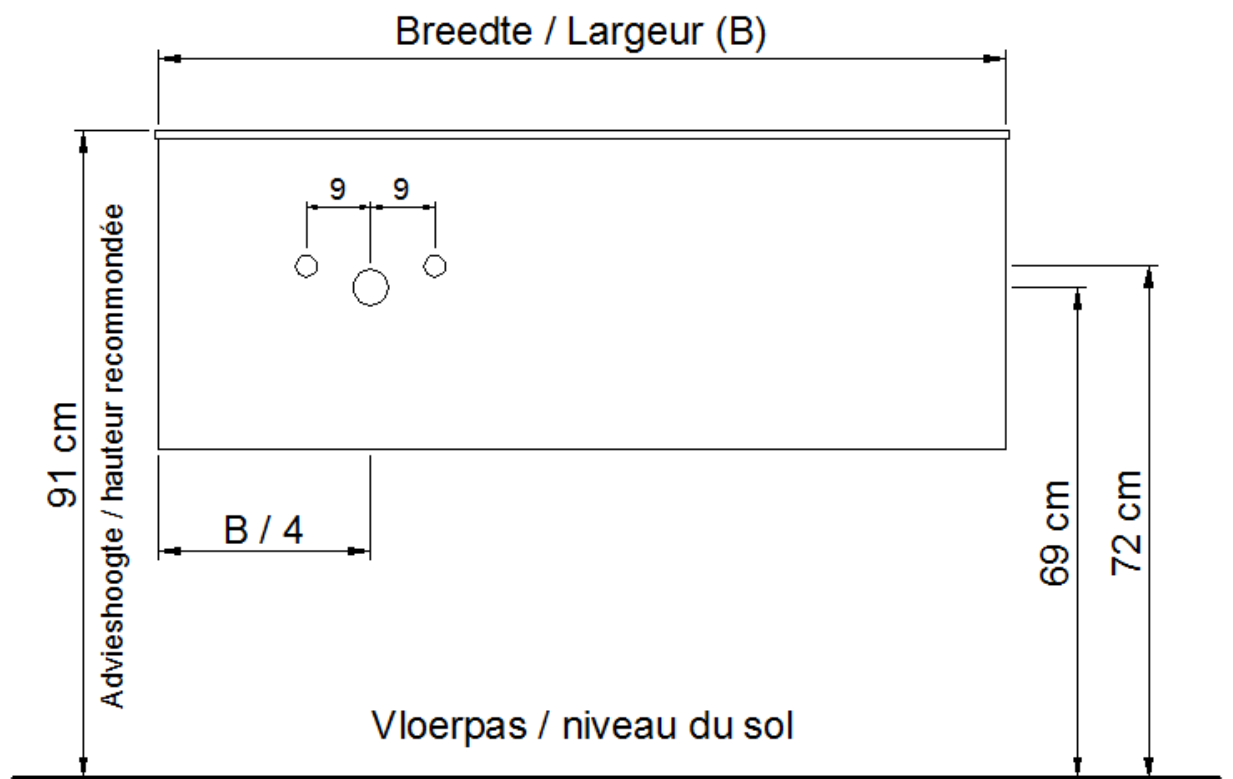 Breedte / Largeur (B)
9
9
91 cm
Advieshoogte / hauteur recommondée
B / 4
69 cm
72 cm
Vloerpas / niveau du sol